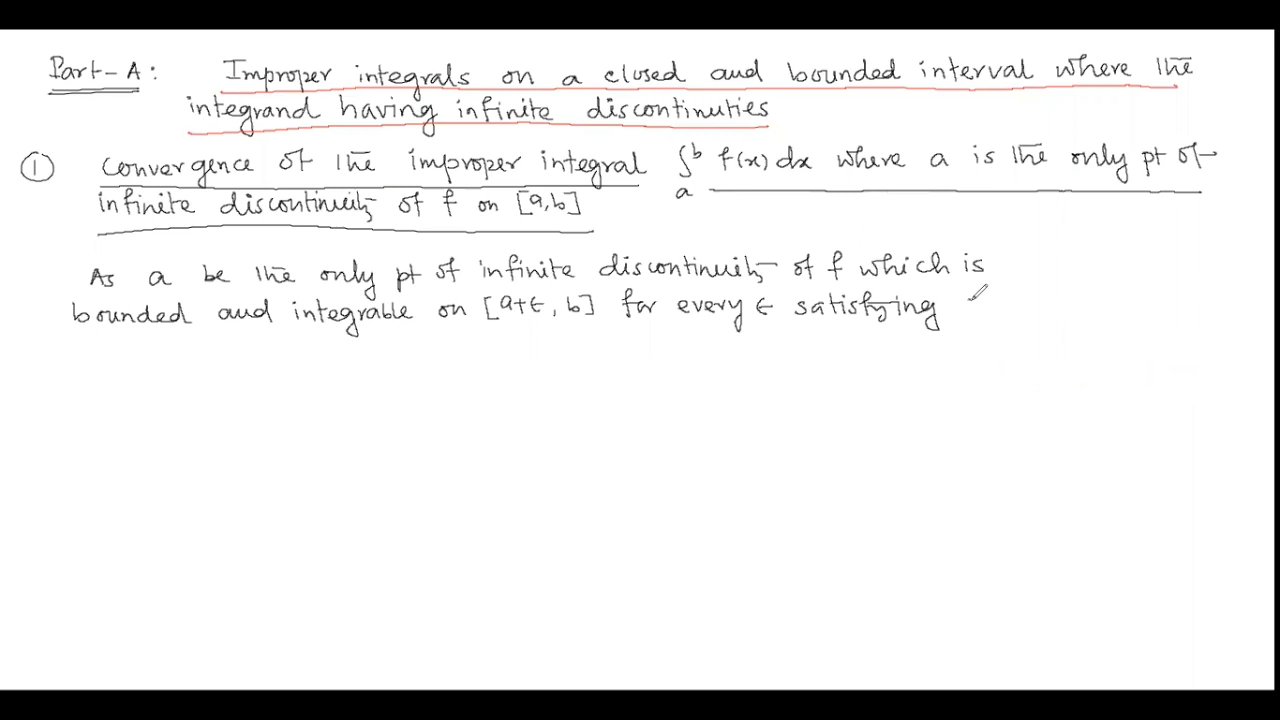 Part-A: Improper integrals on a closed and bounded interval where the
integrand having infinite discontinuties
① convergence of the improper integral ∫_a^b f(x) dx where a is the only pt of
infinite discontinuity of f on [a,b]
As a be the only pt of infinite discontinuity of f which is
bounded and integrable on [a+ϵ, b] for every ϵ satisfying